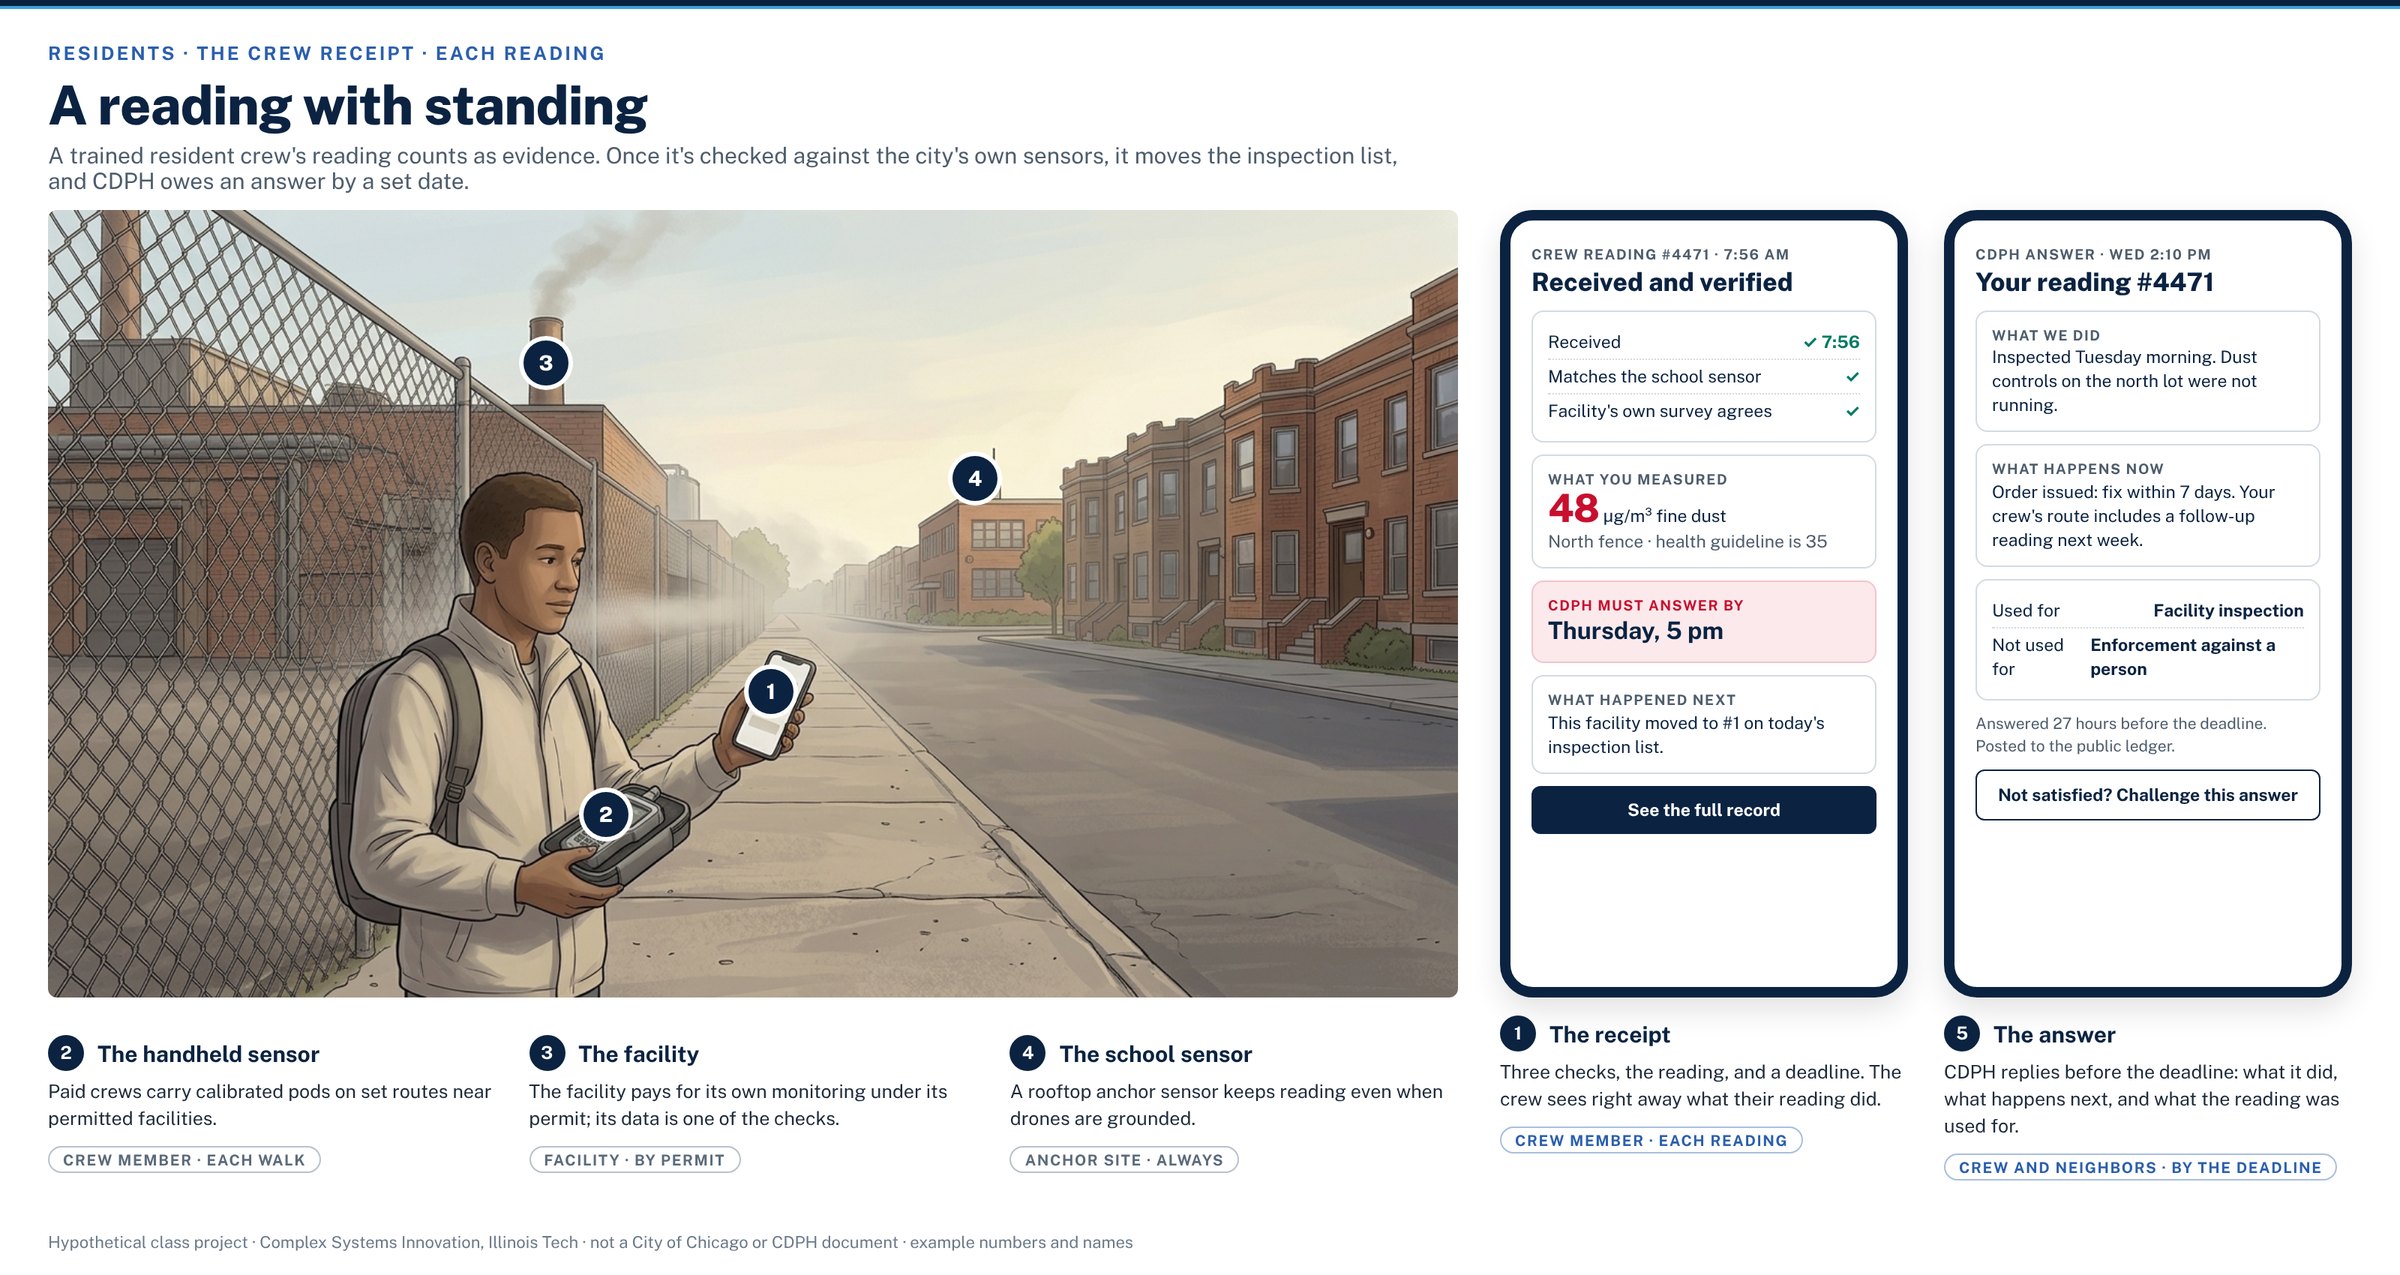 RESIDENTS · THE CREW RECEIPT · EACH READING
A reading with standing
A trained resident crew's reading counts as evidence. Once it's checked against the city's own sensors, it moves the inspection list,
and CDPH owes an answer by a set date.
3
4
1
2
CREW READING #4471 · 7:56 AM
Received and verified
Received ✓ 7:56
Matches the school sensor ✓
Facility's own survey agrees ✓
WHAT YOU MEASURED
48 µg/m³ fine dust
North fence · health guideline is 35
CDPH MUST ANSWER BY
Thursday, 5 pm
WHAT HAPPENED NEXT
This facility moved to #1 on today's
inspection list.
See the full record
CDPH ANSWER · WED 2:10 PM
Your reading #4471
WHAT WE DID
Inspected Tuesday morning. Dust
controls on the north lot were not
running.
WHAT HAPPENS NOW
Order issued: fix within 7 days. Your
crew's route includes a follow-up
reading next week.
Used for Facility inspection
Not used Enforcement against a
for person
Answered 27 hours before the deadline.
Posted to the public ledger.
Not satisfied? Challenge this answer
2 The handheld sensor
Paid crews carry calibrated pods on set routes near
permitted facilities.
CREW MEMBER · EACH WALK
3 The facility
The facility pays for its own monitoring under its
permit; its data is one of the checks.
FACILITY · BY PERMIT
4 The school sensor
A rooftop anchor sensor keeps reading even when
drones are grounded.
ANCHOR SITE · ALWAYS
1 The receipt
Three checks, the reading, and a deadline. The
crew sees right away what their reading did.
CREW MEMBER · EACH READING
5 The answer
CDPH replies before the deadline: what it did,
what happens next, and what the reading was
used for.
CREW AND NEIGHBORS · BY THE DEADLINE
Hypothetical class project · Complex Systems Innovation, Illinois Tech · not a City of Chicago or CDPH document · example numbers and names